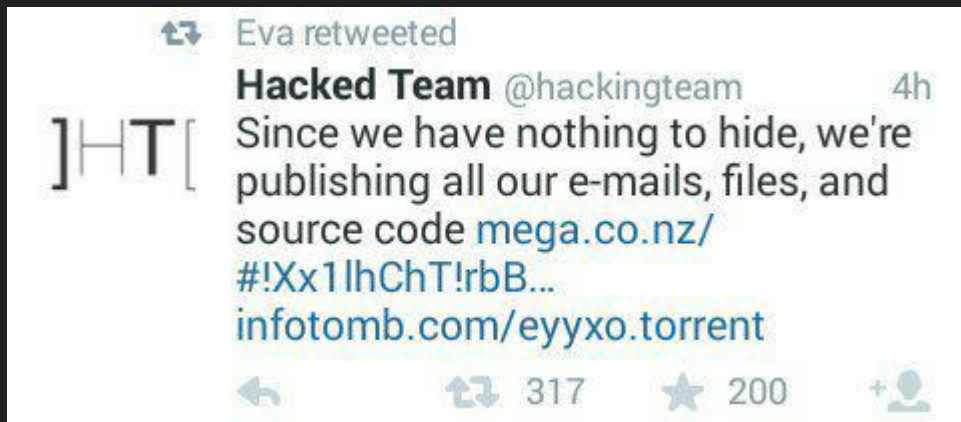 Eva retweeted
Hacked Team @hackingteam 4h
]HT[
Since we have nothing to hide, we're
publishing all our e-mails, files, and
source code mega.co.nz/
#!Xx1lhChT!rbB...
infotomb.com/eyyxo.torrent
317 200